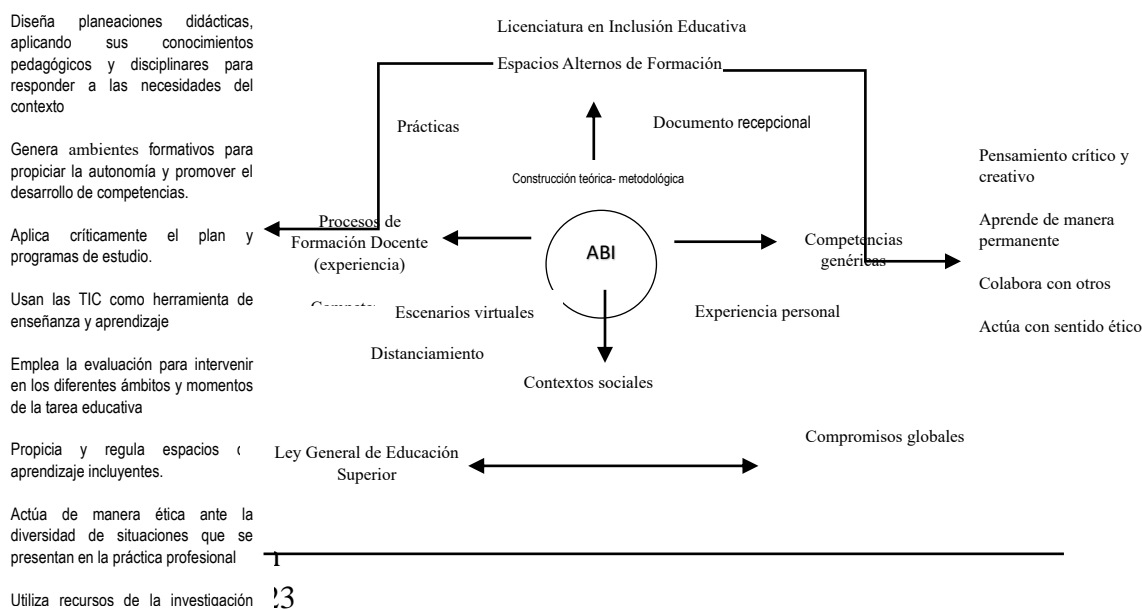 Diseña planeaciones didácticas,
aplicando sus conocimientos
pedagógicos y disciplinares para
responder a las necesidades del
contexto
Genera ambientes formativos para
propiciar la autonomía y promover el
desarrollo de competencias.
Aplica críticamente el plan y
programas de estudio.
Usan las TIC como herramienta de
enseñanza y aprendizaje
Emplea la evaluación para intervenir
en los diferentes ámbitos y momentos
de la tarea educativa
Propicia y regula espacios
aprendizaje incluyentes.
Actúa de manera ética ante la
diversidad de situaciones que se
presentan en la práctica profesional
Utiliza recursos de la investigación
Licenciatura en Inclusión Educativa
Espacios Alternos de Formación
Prácticas
Documento recepcional
Construcción teórica- metodológica
Procesos de
Formación Docente
(experiencia)
ABI
Competencias
genéricas
Escenarios virtuales
Experiencia personal
Distanciamiento
Contextos sociales
Ley General de Educación
Superior
Compromisos globales
Pensamiento crítico y
creativo
Aprende de manera
permanente
Colabora con otros
Actúa con sentido ético
23